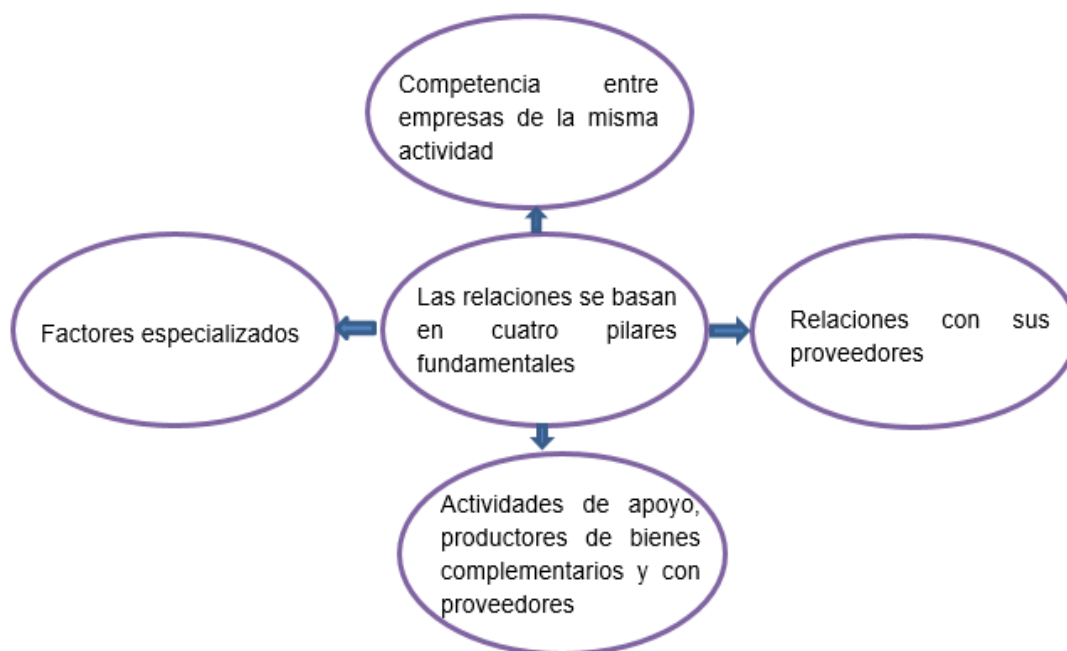 Competencia entre
empresas de la misma
actividad
Factores especializados
Las relaciones se basan
en cuatro pilares
fundamentales
Relaciones con sus
proveedores
Actividades de apoyo,
productores de bienes
complementarios y con
proveedores